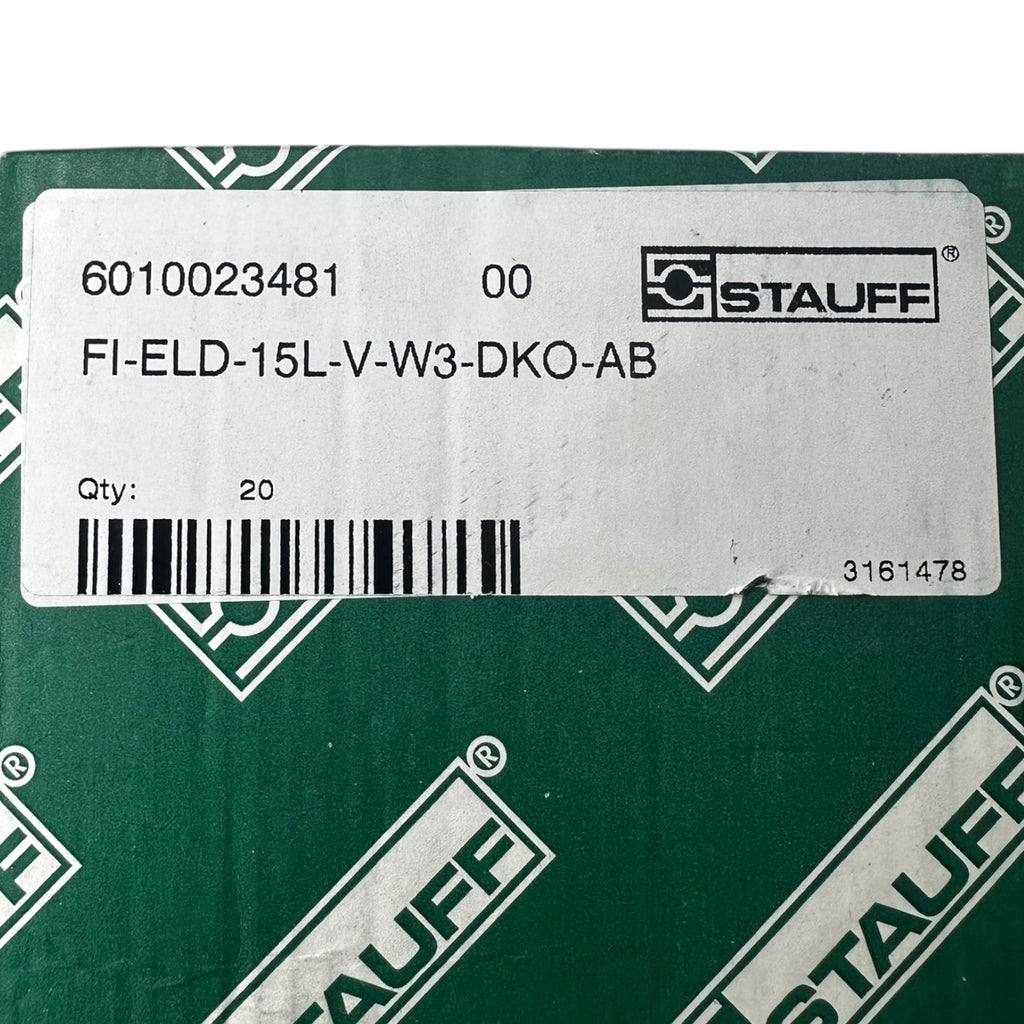 6010023481 00 STAUFF®
FI-ELD-15L-V-W3-DKO-AB
Qty: 20
3161478
®
®
®
®
STAUFF
STAUFF